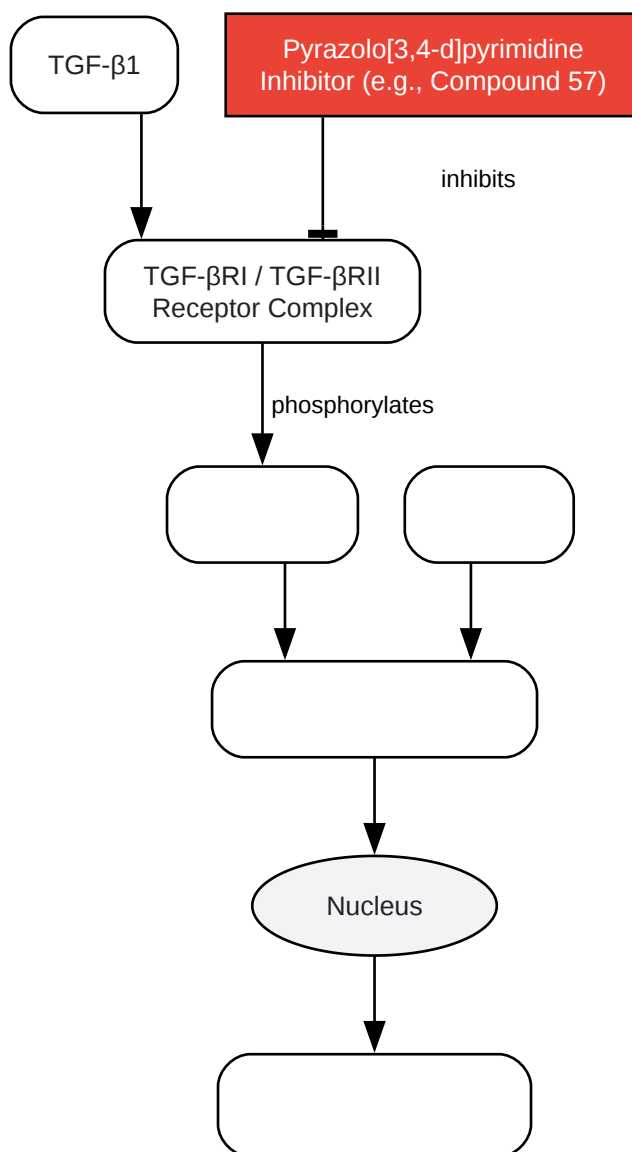 TGF-β1
Pyrazolo[3,4-d]pyrimidine
Inhibitor (e.g., Compound 57)
inhibits
TGF-βRI / TGF-βRII
Receptor Complex
phosphorylates
Nucleus